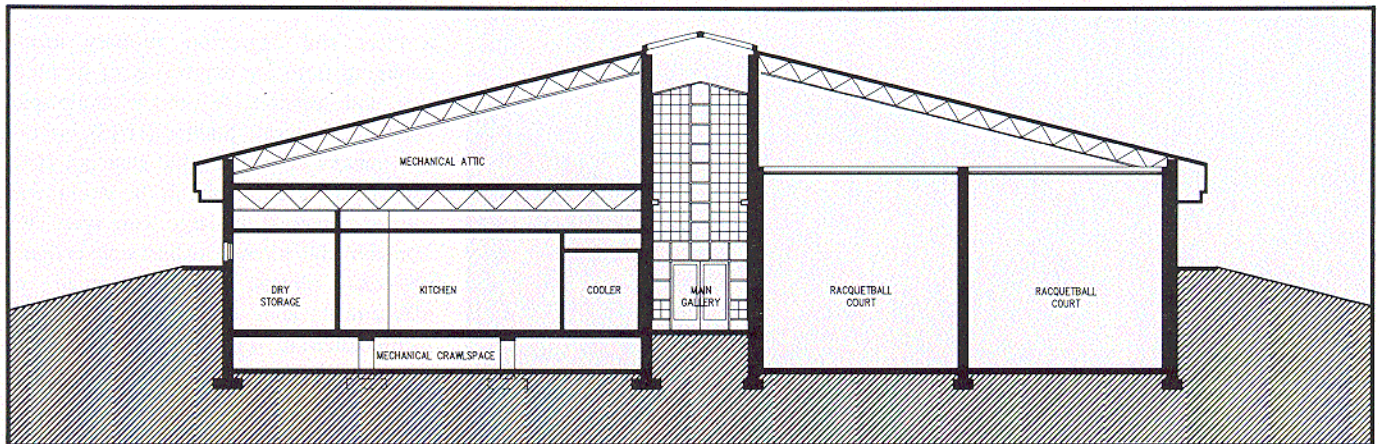 MECHANICAL ATTIC
DRY
STORAGE
KITCHEN
COOLER
MAIN
GALLERY
RACQUETBALL
COURT
RACQUETBALL
COURT
MECHANICAL CRAWLSPACE